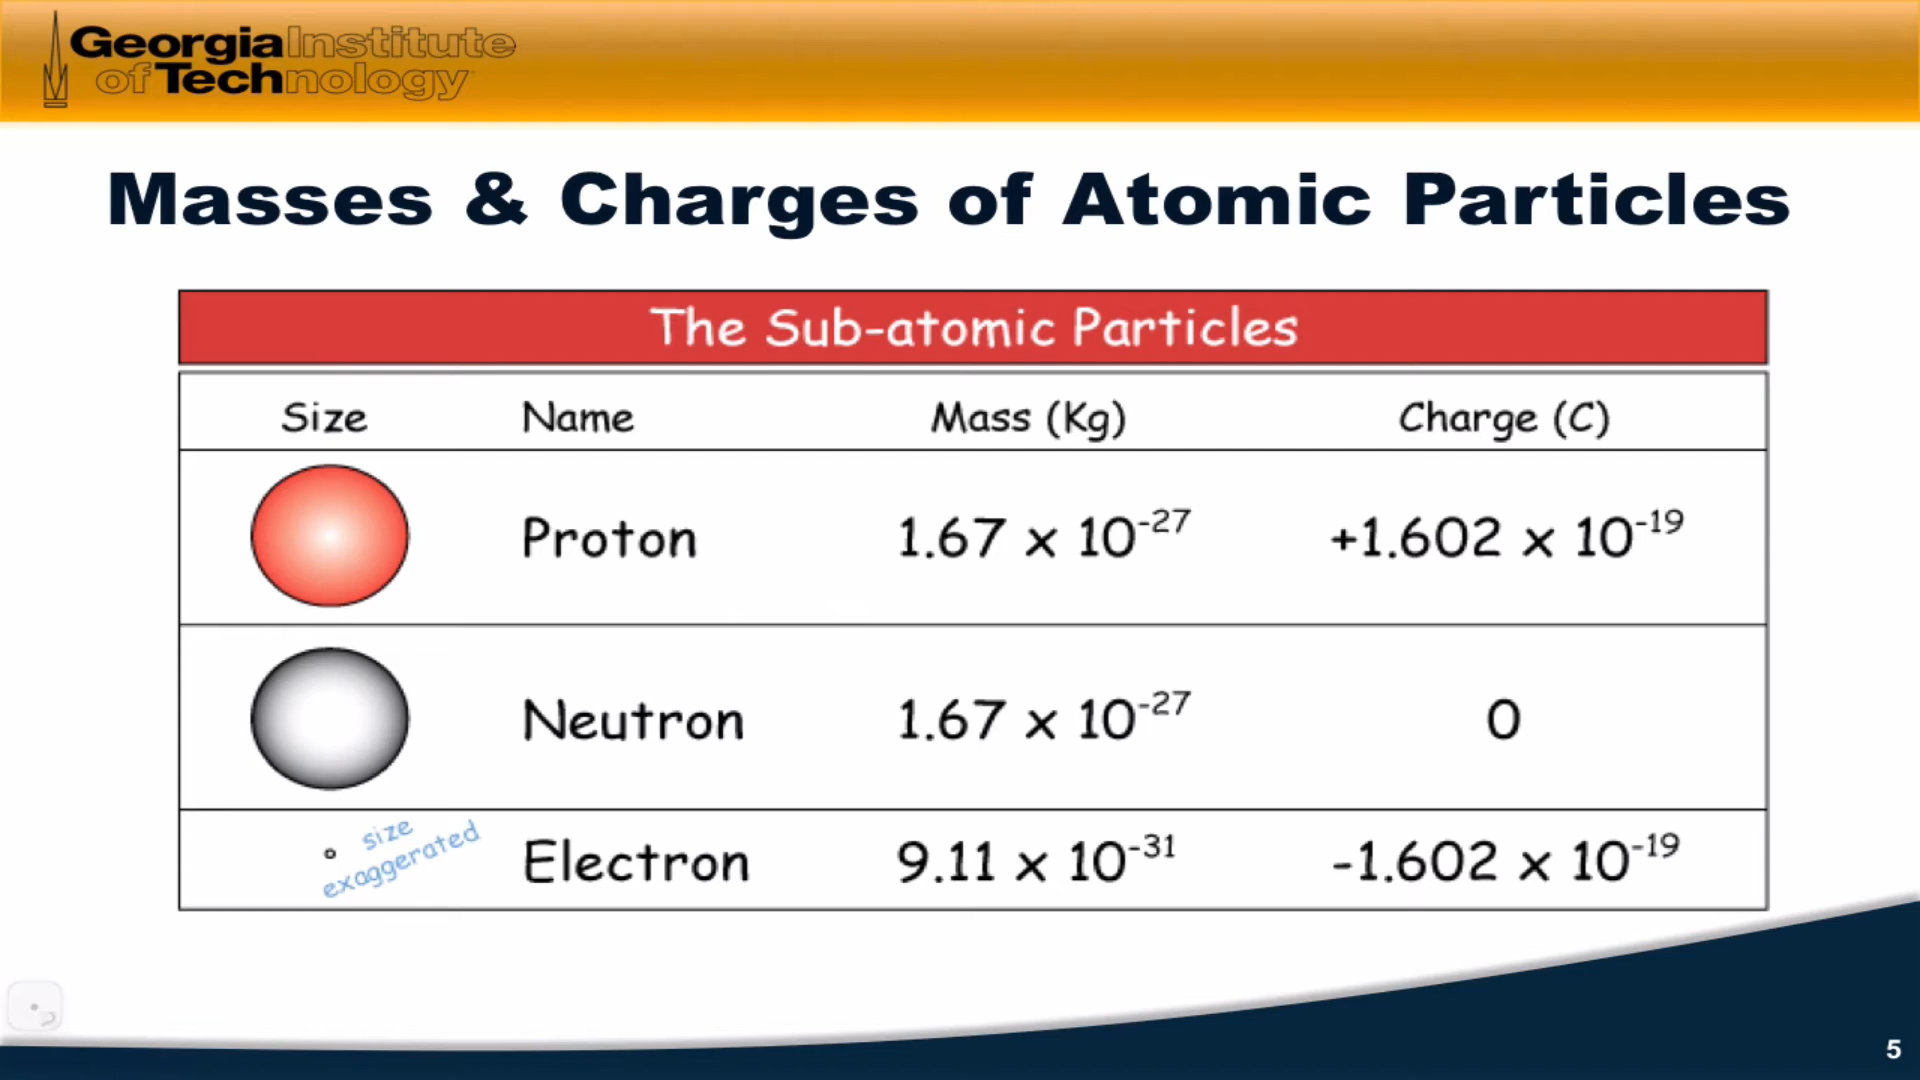 Georgia Institute
of Technology
Masses & Charges of Atomic Particles
The Sub-atomic Particles
Size Name Mass (Kg) Charge (C)
Proton 1.67 x 10⁻²⁷ +1.602 x 10⁻¹⁹
Neutron 1.67 x 10⁻²⁷ 0
size
exaggerated
Electron 9.11 x 10⁻³¹ -1.602 x 10⁻¹⁹
5